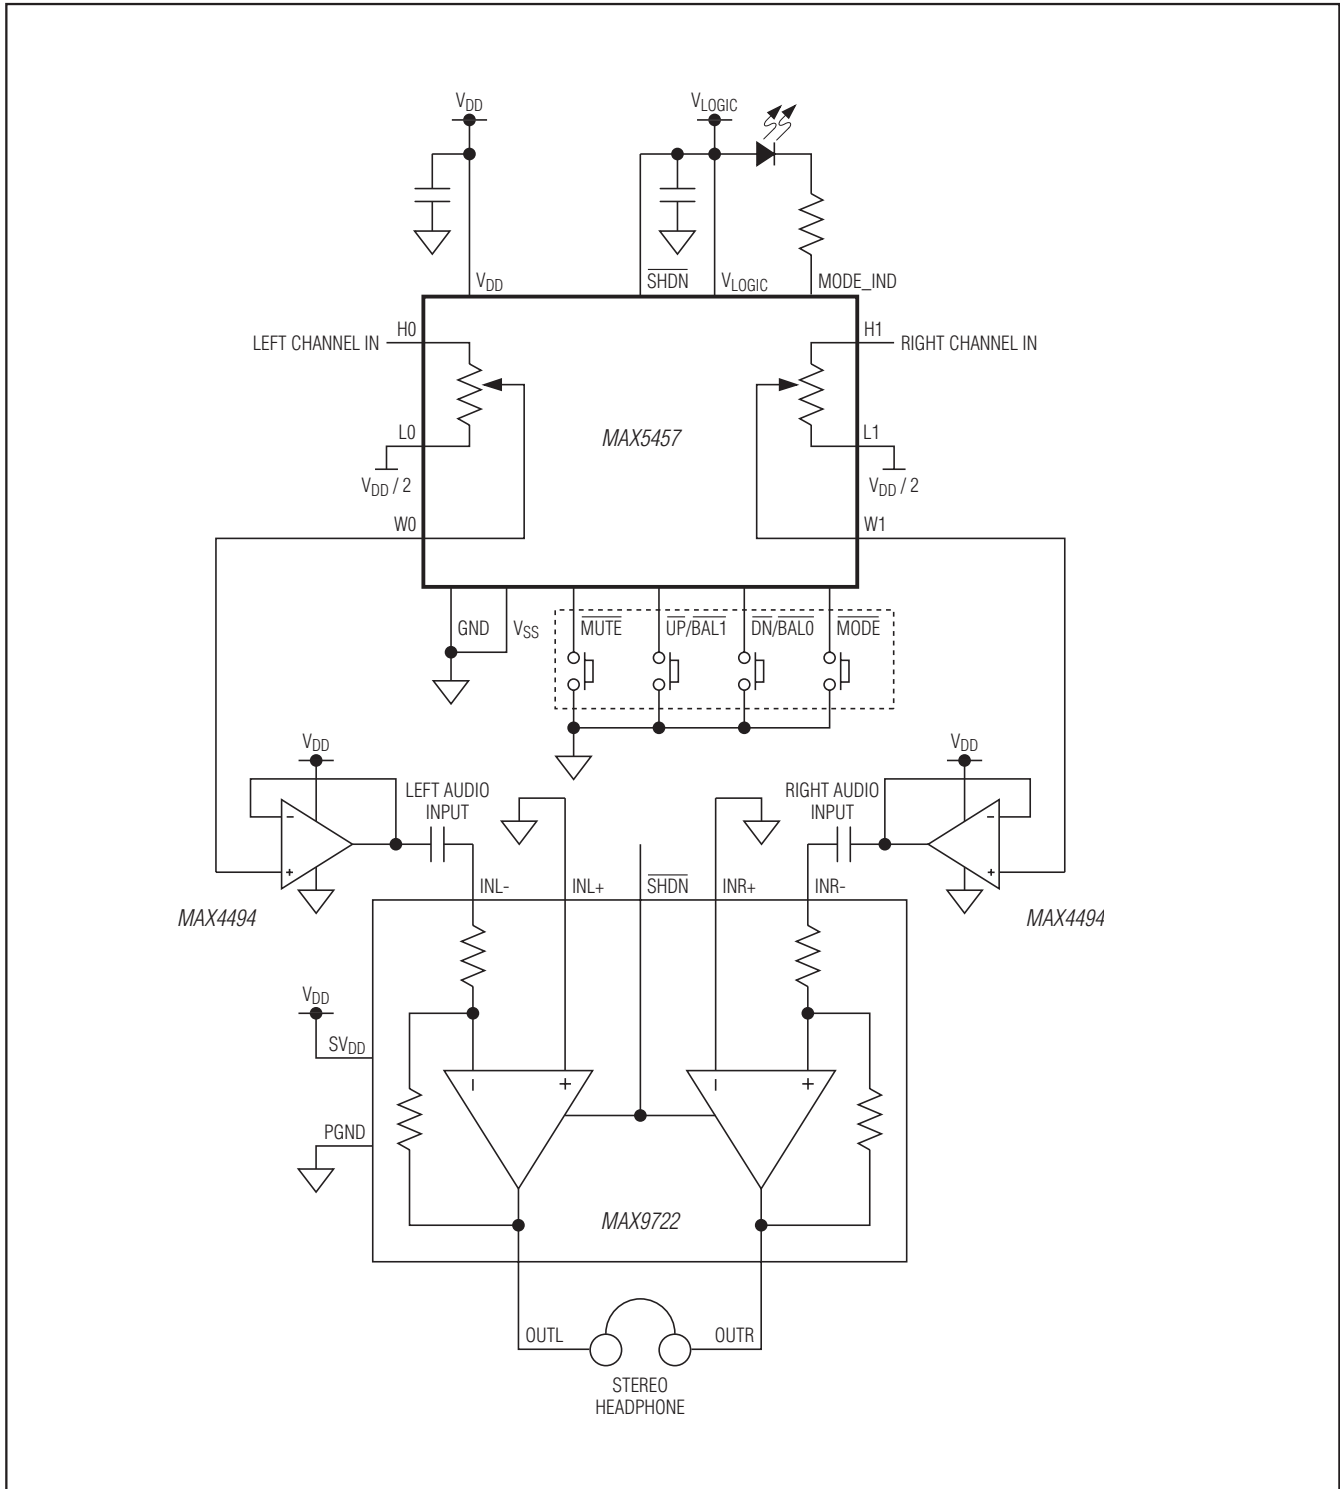 VDD
VLOGIC
VDD
SHDN
VLOGIC
MODE_IND
H0
H1
LEFT CHANNEL IN
RIGHT CHANNEL IN
L0
MAX5457
L1
VDD / 2
VDD / 2
W0
W1
GND
VSS
MUTE
UP/BAL1
DN/BAL0
MODE
VDD
VDD
LEFT AUDIO
INPUT
RIGHT AUDIO
INPUT
−
−
+
+
INL-
INL+
SHDN
INR+
INR-
MAX4494
MAX4494
VDD
SVDD
−
+
−
+
PGND
MAX9722
OUTL
OUTR
STEREO
HEADPHONE